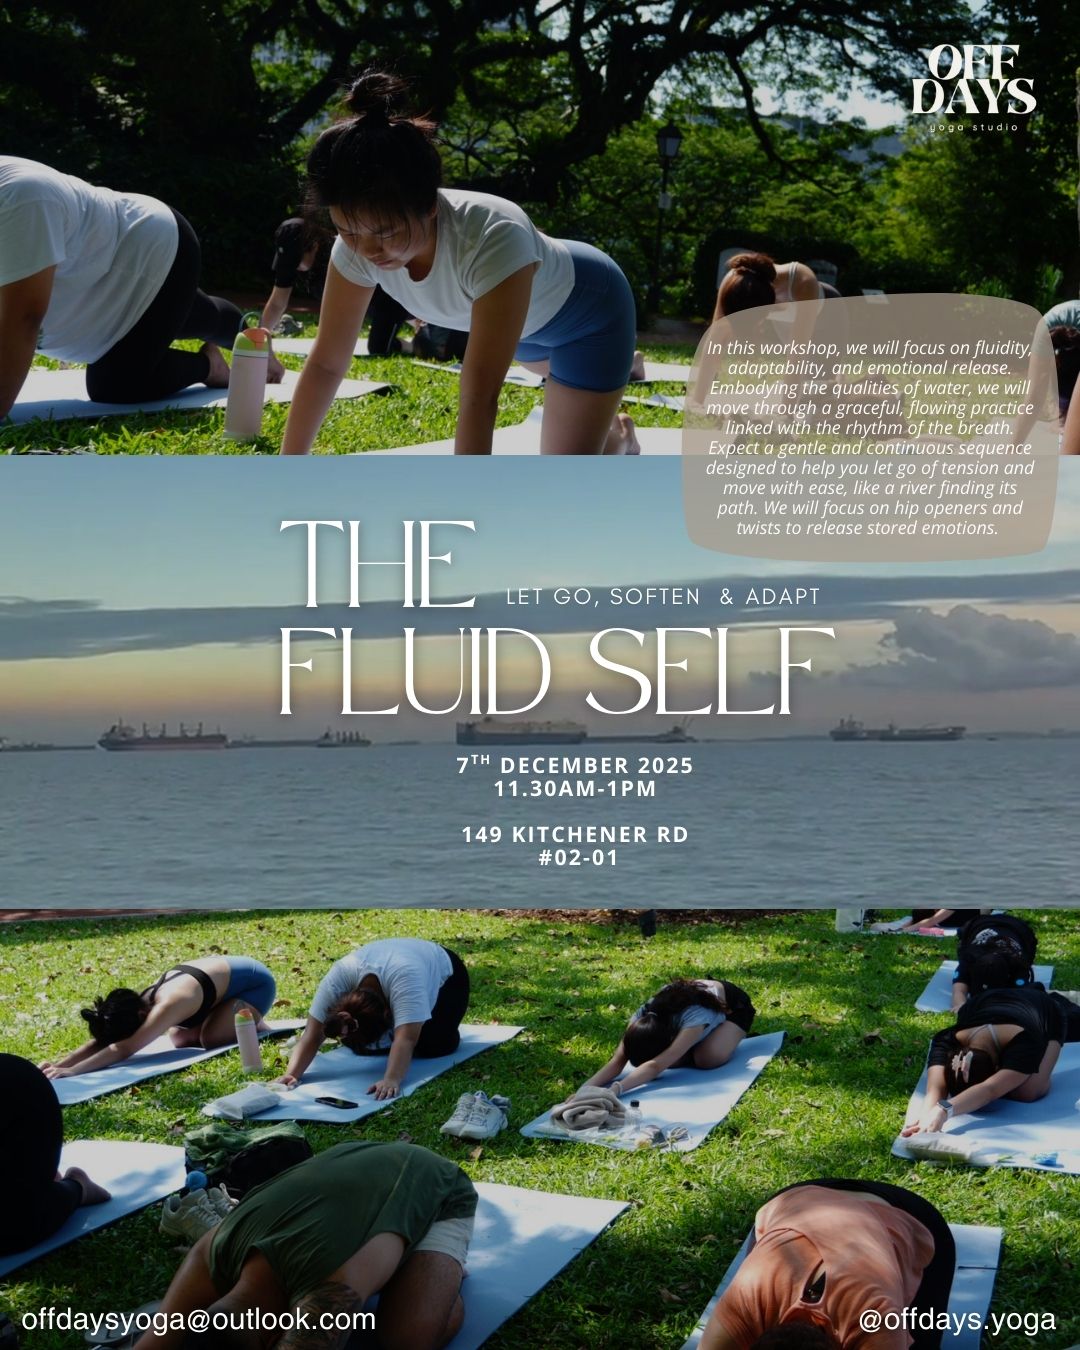 OFF
DAYS
yoga studio
In this workshop, we will focus on fluidity,
adaptability, and emotional release.
Embodying the qualities of water, we will
move through a graceful, flowing practice
linked with the rhythm of the breath.
Expect a gentle and continuous sequence
designed to help you let go of tension and
move with ease, like a river finding its
path. We will focus on hip openers and
twists to release stored emotions.
THE
LET GO, SOFTEN & ADAPT
FLUID SELF
7TH DECEMBER 2025
11.30AM-1PM
149 KITCHENER RD
#02-01
offdaysyoga@outlook.com
@offdays.yoga